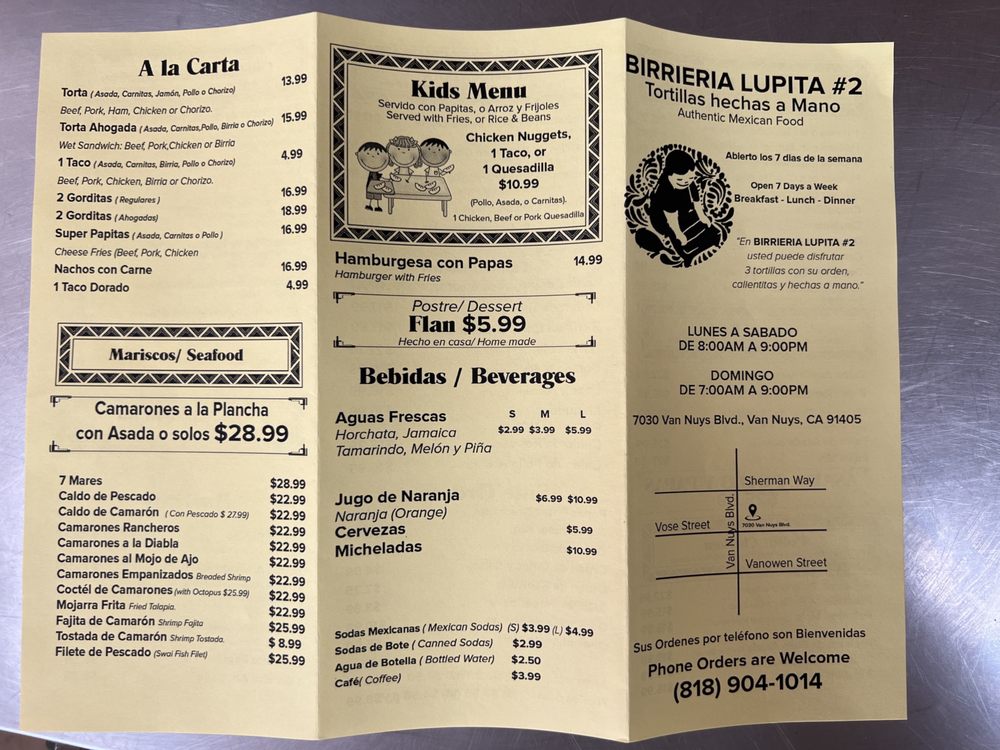 A la Carta
Torta ( Asada, Carnitas, Jamón, Pollo o Chorizo) 13.99
Beef, Pork, Ham, Chicken or Chorizo.
Torta Ahogada ( Asada, Carnitas,Pollo, Birria o Chorizo) 15.99
Wet Sandwich: Beef, Pork,Chicken or Birria
1 Taco ( Asada, Carnitas, Birria, Pollo o Chorizo) 4.99
Beef, Pork, Chicken, Birria or Chorizo.
2 Gorditas ( Regulares ) 16.99
2 Gorditas ( Ahogadas) 18.99
Super Papitas ( Asada, Carnitas o Pollo ) 16.99
Cheese Fries (Beef, Pork, Chicken
Nachos con Carne 16.99
1 Taco Dorado 4.99
Mariscos/ Seafood
Camarones a la Plancha
con Asada o solos $28.99
7 Mares $28.99
Caldo de Pescado $22.99
Caldo de Camarón ( Con Pescado $ 27.99) $22.99
Camarones Rancheros $22.99
Camarones a la Diabla $22.99
Camarones al Mojo de Ajo $22.99
Camarones Empanizados Breaded Shrimp $22.99
Coctél de Camarones (with Octopus $25.99) $22.99
Mojarra Frita Fried Talapia. $22.99
Fajita de Camarón Shrimp Fajita $25.99
Tostada de Camarón Shrimp Tostada. $ 8.99
Filete de Pescado (Swai Fish Filet) $25.99
Kids Menu
Servido con Papitas, o Arroz y Frijoles
Served with Fries, or Rice & Beans
Chicken Nuggets,
1 Taco, or
1 Quesadilla
$10.99
(Pollo, Asada, o Carnitas).
1 Chicken, Beef or Pork Quesadilla
Hamburgesa con Papas 14.99
Hamburger with Fries
Postre/ Dessert
Flan $5.99
Hecho en casa/ Home made
Bebidas / Beverages
Aguas Frescas S M L
Horchata, Jamaica $2.99 $3.99 $5.99
Tamarindo, Melón y Piña
Jugo de Naranja $6.99 $10.99
Naranja (Orange)
Cervezas $5.99
Micheladas $10.99
Sodas Mexicanas ( Mexican Sodas) (S) $3.99 (L) $4.99
Sodas de Bote ( Canned Sodas) $2.99
Agua de Botella ( Bottled Water) $2.50
Café( Coffee) $3.99
BIRRIERIA LUPITA #2
Tortillas hechas a Mano
Authentic Mexican Food
Abierto los 7 dias de la semana
Open 7 Days a Week
Breakfast - Lunch - Dinner
"En BIRRIERIA LUPITA #2
usted puede disfrutar
3 tortillas con su orden,
calientitas y hechas a mano."
LUNES A SABADO
DE 8:00AM A 9:00PM
DOMINGO
DE 7:00AM A 9:00PM
7030 Van Nuys Blvd., Van Nuys, CA 91405
Sherman Way
Van Nuys Blvd.
Vose Street
7030 Van Nuys Blvd.
Vanowen Street
Sus Ordenes por teléfono son Bienvenidas
Phone Orders are Welcome
(818) 904-1014